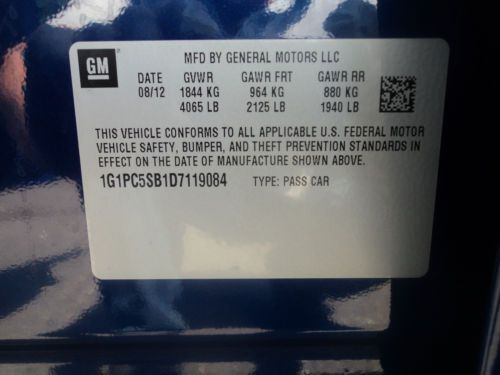 GM
MFD BY GENERAL MOTORS LLC
DATE GVWR GAWR FRT GAWR RR
08/12 1844 KG 964 KG 880 KG
4065 LB 2125 LB 1940 LB
THIS VEHICLE CONFORMS TO ALL APPLICABLE U.S. FEDERAL MOTOR
VEHICLE SAFETY, BUMPER, AND THEFT PREVENTION STANDARDS IN
EFFECT ON THE DATE OF MANUFACTURE SHOWN ABOVE.
1G1PC5SB1D7119084 TYPE: PASS CAR